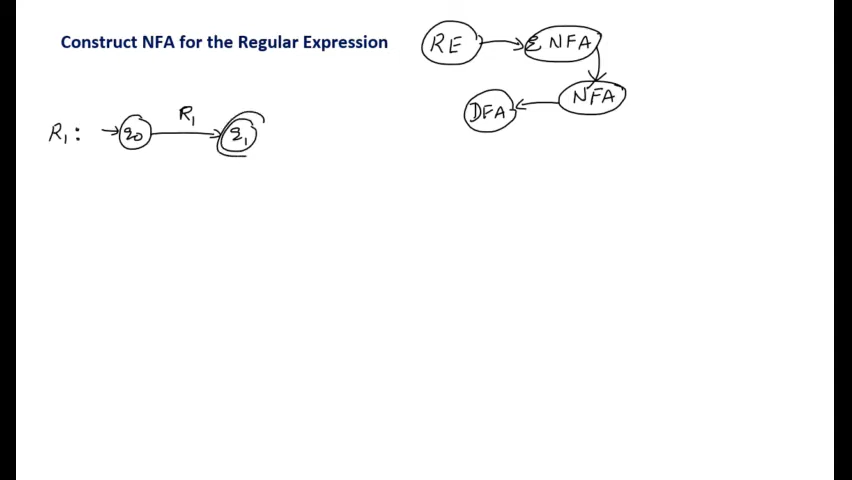 Construct NFA for the Regular Expression
RE
ε NFA
NFA
DFA
R₁ :
q₀
R₁
q₁